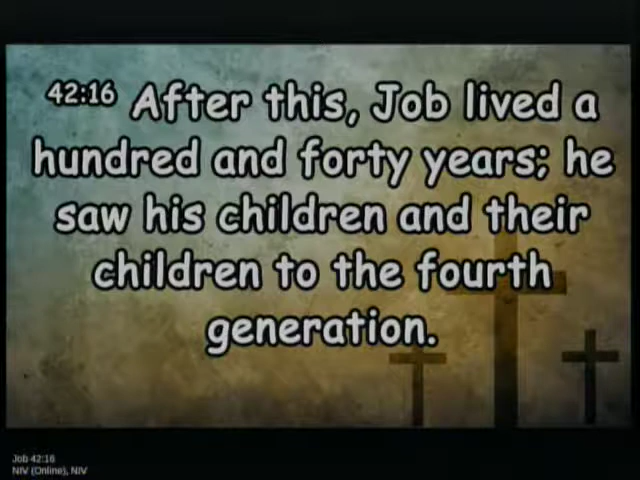 42:16 After this, Job lived a
hundred and forty years; he
saw his children and their
children to the fourth
generation.
Job 42:16
NIV (Online), NIV